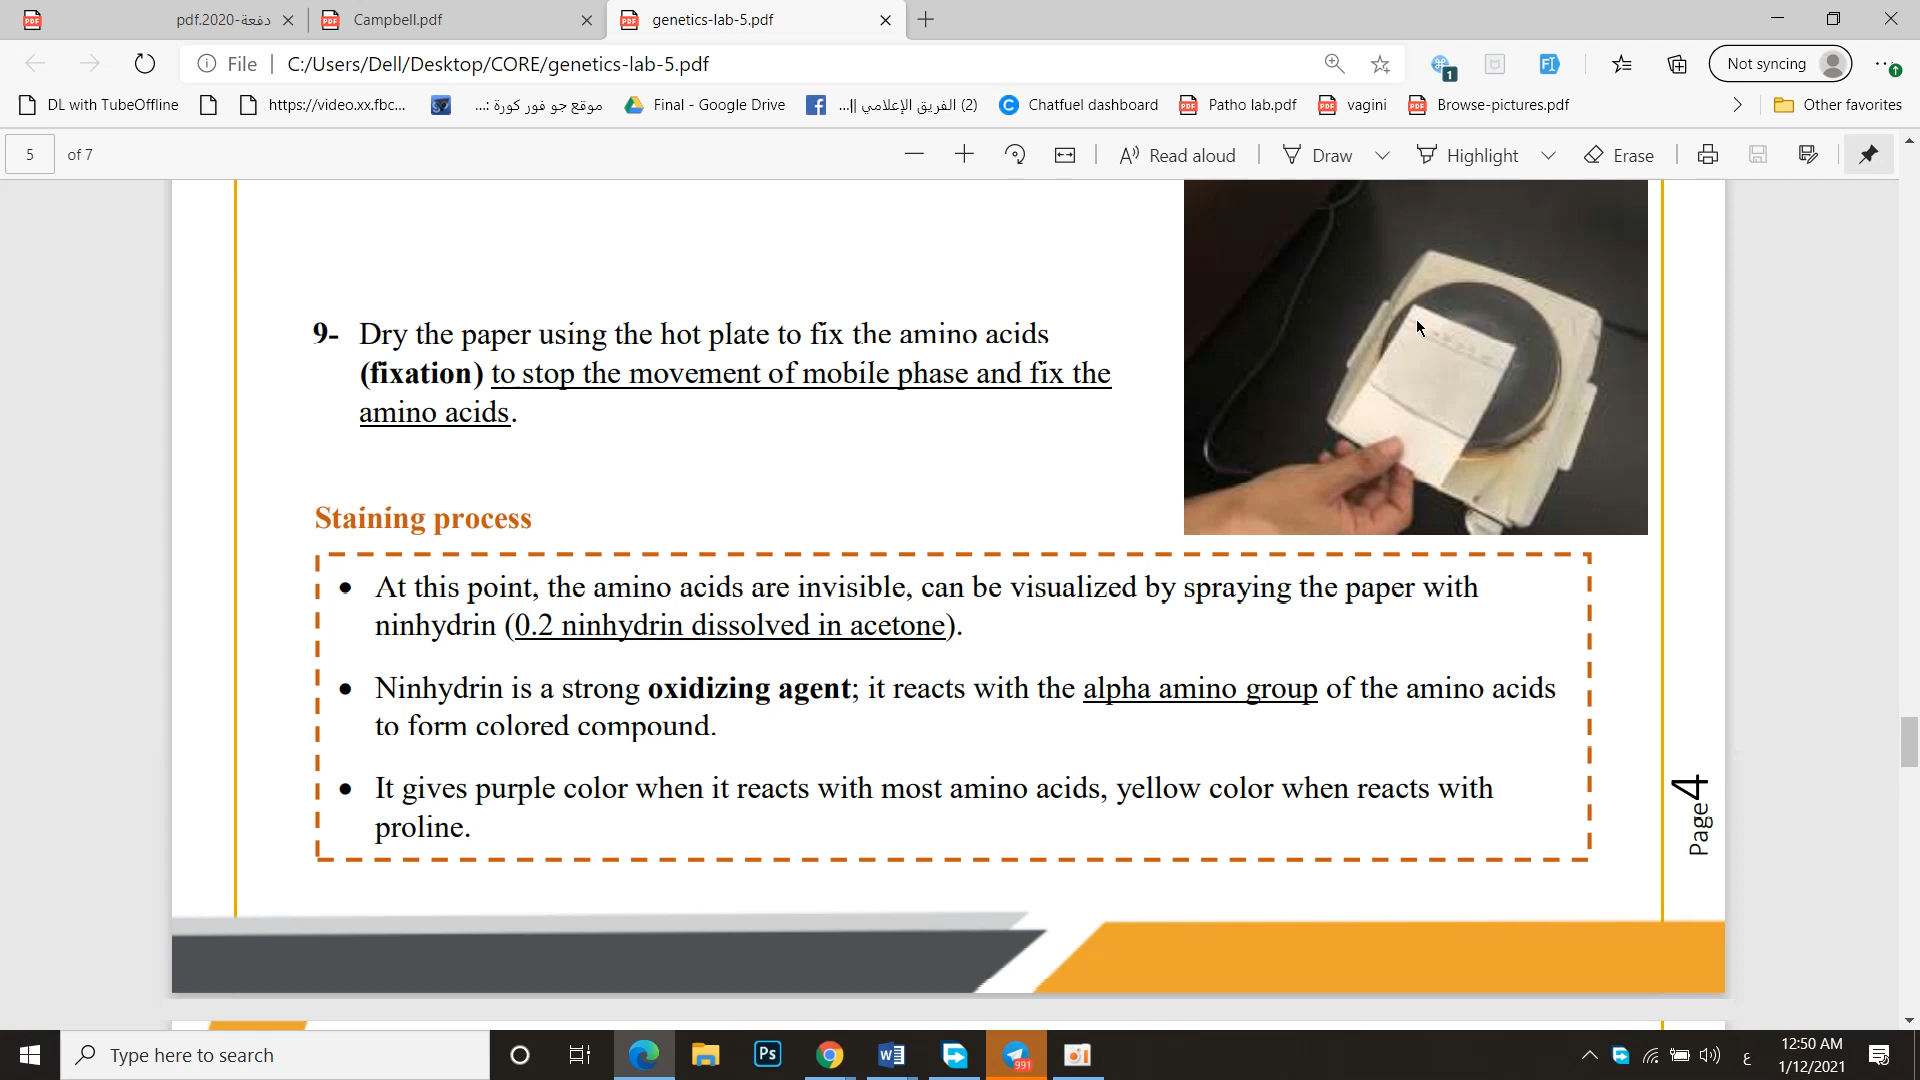 دفعة-2020.pdf
Campbell.pdf
genetics-lab-5.pdf
File
C:/Users/Dell/Desktop/CORE/genetics-lab-5.pdf
1
Not syncing
DL with TubeOffline
https://video.xx.fbc...
موقع جو فور كورة :...
Final - Google Drive
(2) الفريق الإعلامي ||...
Chatfuel dashboard
Patho lab.pdf
vagini
Browse-pictures.pdf
Other favorites
5 of 7
Read aloud
Draw
Highlight
Erase
9- Dry the paper using the hot plate to fix the amino acids
(fixation) to stop the movement of mobile phase and fix the
amino acids.
Staining process
• At this point, the amino acids are invisible, can be visualized by spraying the paper with
ninhydrin (0.2 ninhydrin dissolved in acetone).
• Ninhydrin is a strong oxidizing agent; it reacts with the alpha amino group of the amino acids
to form colored compound.
• It gives purple color when it reacts with most amino acids, yellow color when reacts with
proline.
Page4
Type here to search
Ps
991
ع
12:50 AM
1/12/2021